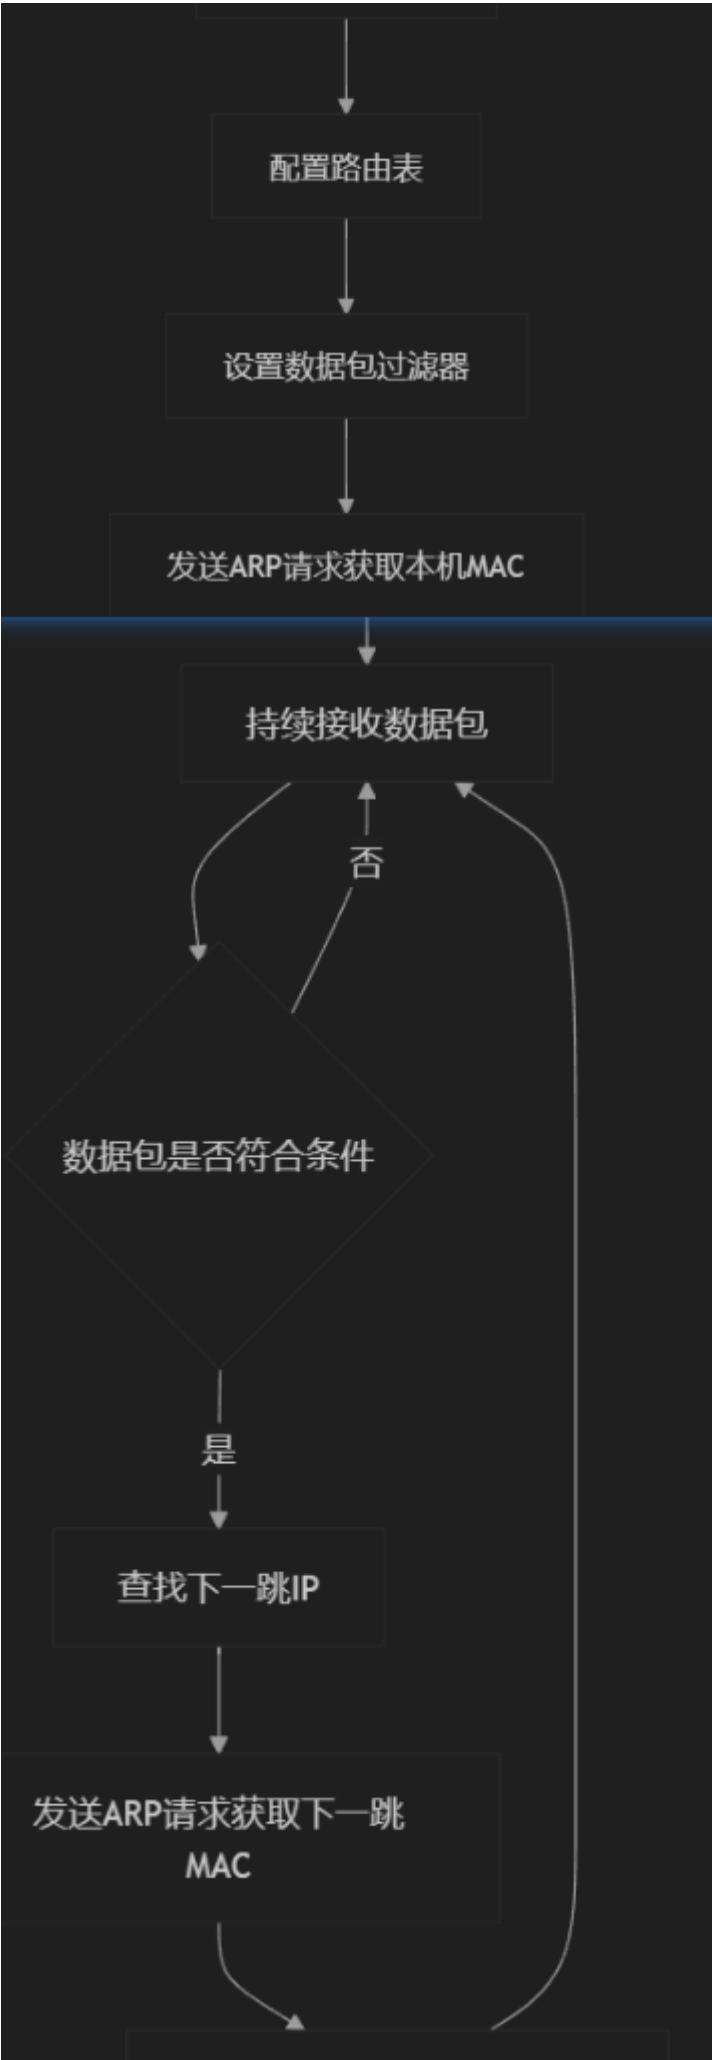 配置路由表
设置数据包过滤器
发送ARP请求获取本机MAC
持续接收数据包
否
数据包是否符合条件
是
查找下一跳IP
发送ARP请求获取下一跳
MAC